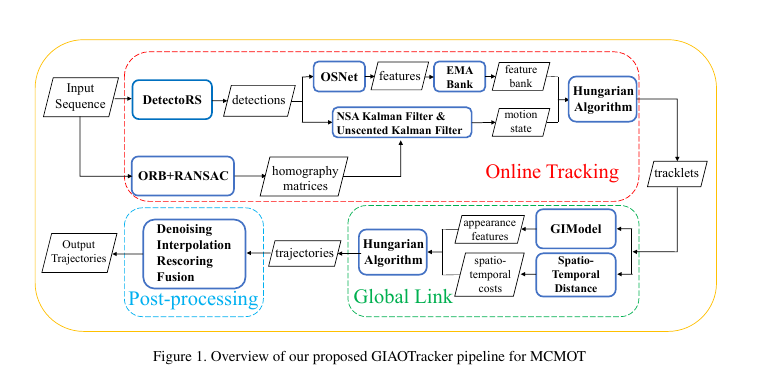 Input
Sequence
DetectoRS
detections
OSNet
features
EMA
Bank
feature
bank
NSA Kalman Filter &
Unscented Kalman Filter
motion
state
Hungarian
Algorithm
ORB+RANSAC
homography
matrices
Online Tracking
tracklets
Output
Trajectories
Denoising
Interpolation
Rescoring
Fusion
Post-processing
trajectories
Hungarian
Algorithm
appearance
features
spatio-
temporal
costs
GIModel
Spatio-
Temporal
Distance
Global Link
Figure 1. Overview of our proposed GIAOTracker pipeline for MCMOT